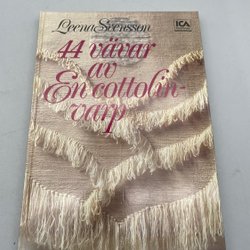 Leena Svensson
ICA
44 vävar
av
En cottolin-
varp